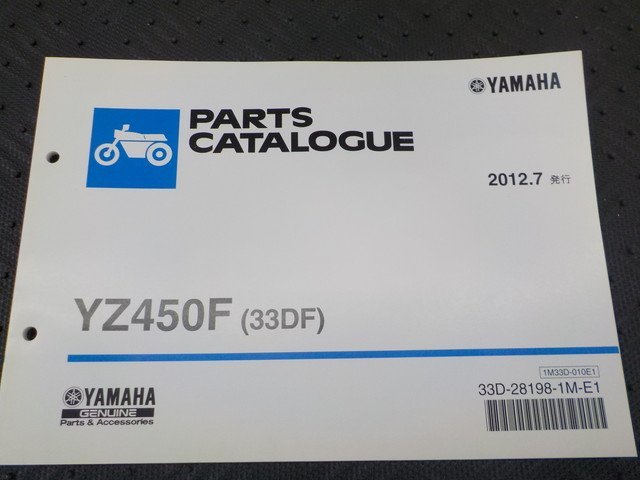 YAMAHA
PARTS
CATALOGUE
2012.7 発行
YZ450F (33DF)
1M33D-010E1
33D-28198-1M-E1
YAMAHA
GENUINE
Parts & Accessories